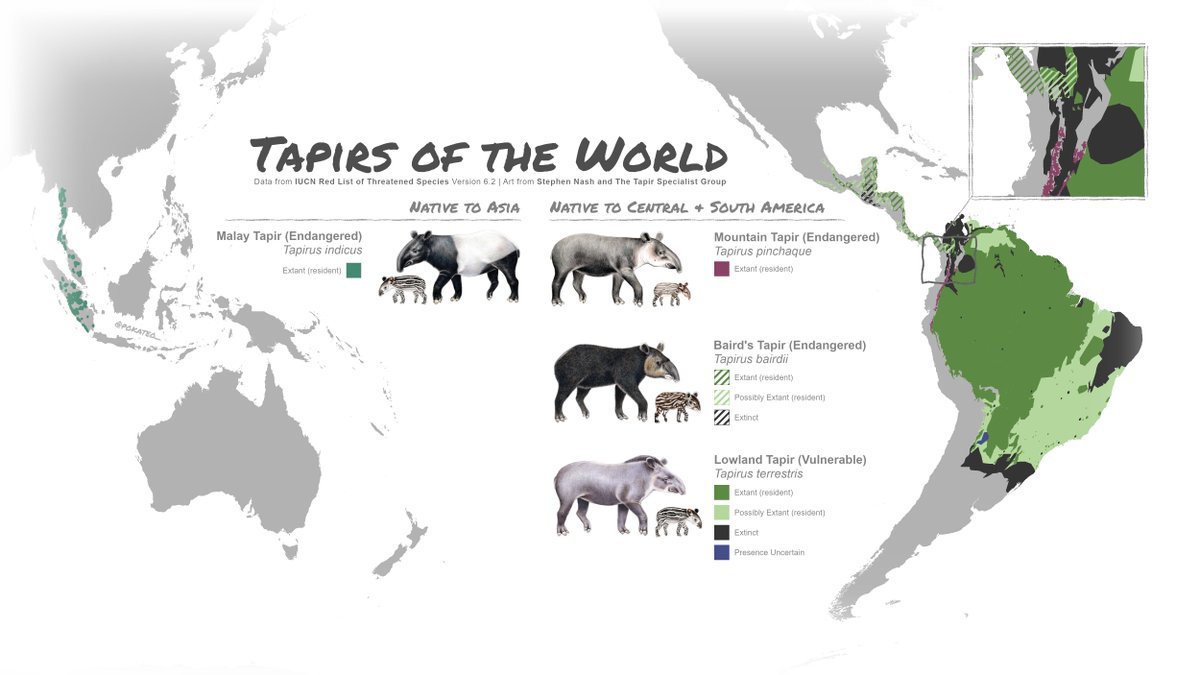 TAPIRS OF THE WORLD
Data from IUCN Red List of Threatened Species Version 6.2 | Art from Stephen Nash and The Tapir Specialist Group
NATIVE TO ASIA
Malay Tapir (Endangered)
Tapirus indicus
Extant (resident)
NATIVE TO CENTRAL & SOUTH AMERICA
Mountain Tapir (Endangered)
Tapirus pinchaque
Extant (resident)
Baird's Tapir (Endangered)
Tapirus bairdii
Extant (resident)
Possibly Extant (resident)
Extinct
Lowland Tapir (Vulnerable)
Tapirus terrestris
Extant (resident)
Possibly Extant (resident)
Extinct
Presence Uncertain